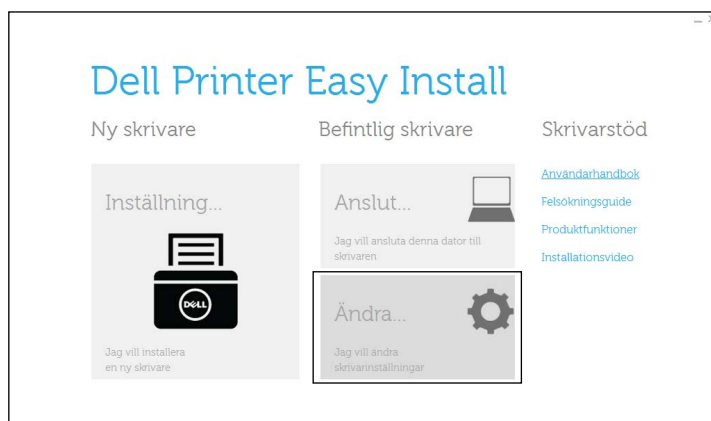 Dell Printer Easy Install
Ny skrivare
Inställning...
DELL
Jag vill installera
en ny skrivare
Befintlig skrivare
Anslut...
Jag vill ansluta denna dator till
skrivaren
Ändra...
Jag vill ändra
skrivarinställningar
Skrivarstöd
Användarhandbok
Felsökningsguide
Produktfunktioner
Installationsvideo